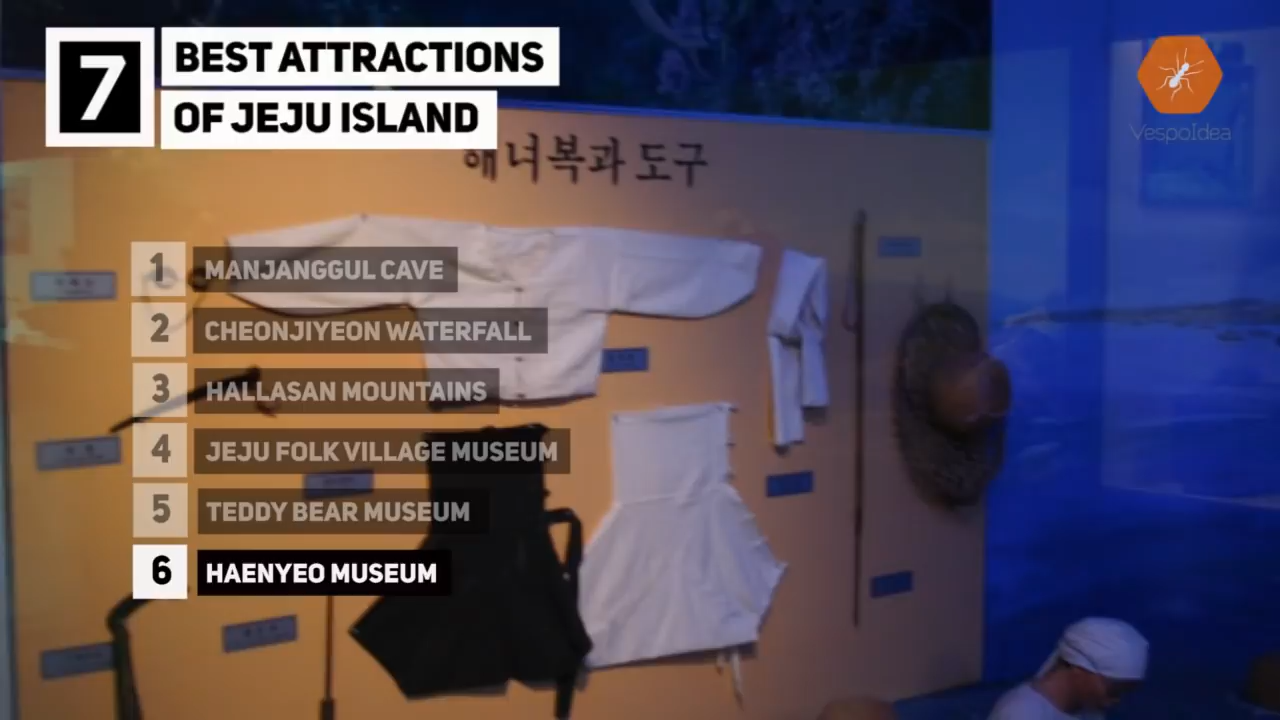 7
BEST ATTRACTIONS
OF JEJU ISLAND
VespoIdea
해녀복과 도구
1 MANJANGGUL CAVE
2 CHEONJIYEON WATERFALL
3 HALLASAN MOUNTAINS
4 JEJU FOLK VILLAGE MUSEUM
5 TEDDY BEAR MUSEUM
6 HAENYEO MUSEUM